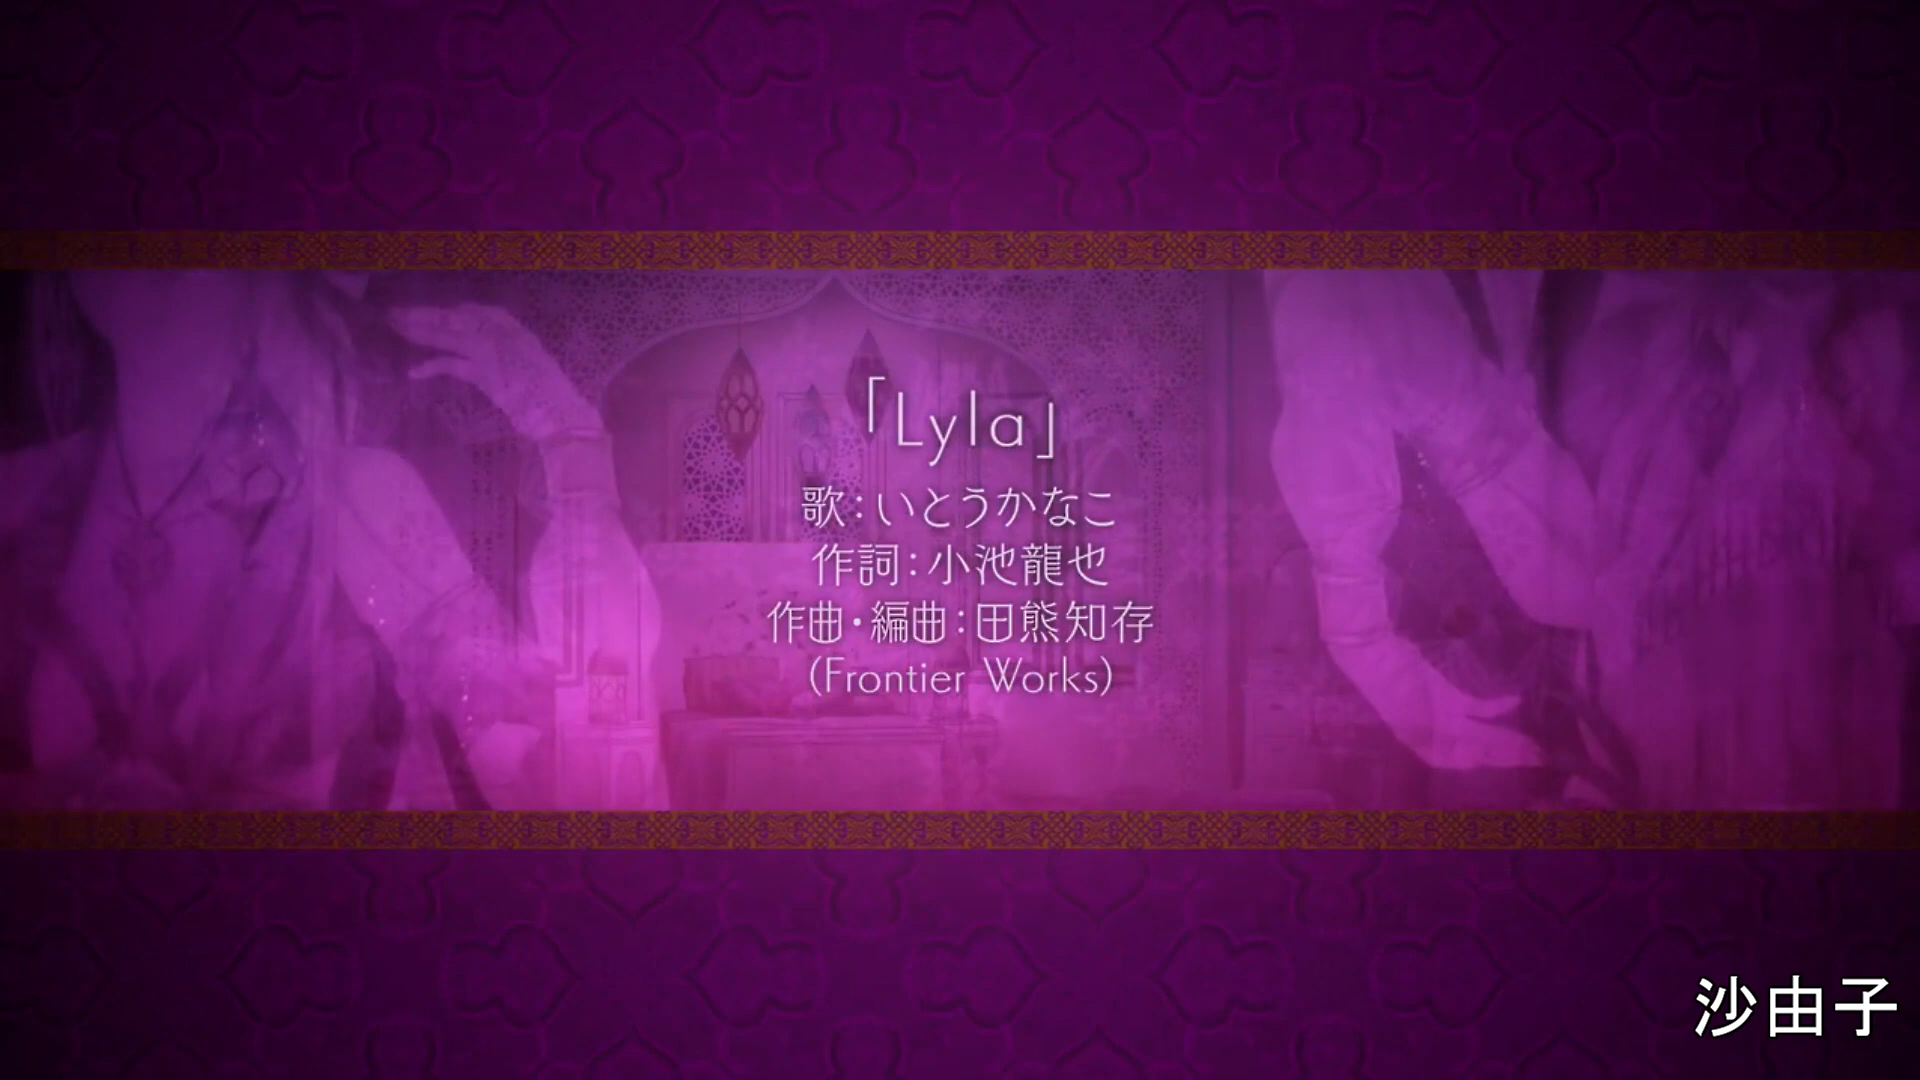 「Lyla」
歌:いとうかなこ
作詞:小池龍也
作曲・編曲:田熊知存
(Frontier Works)
沙由子